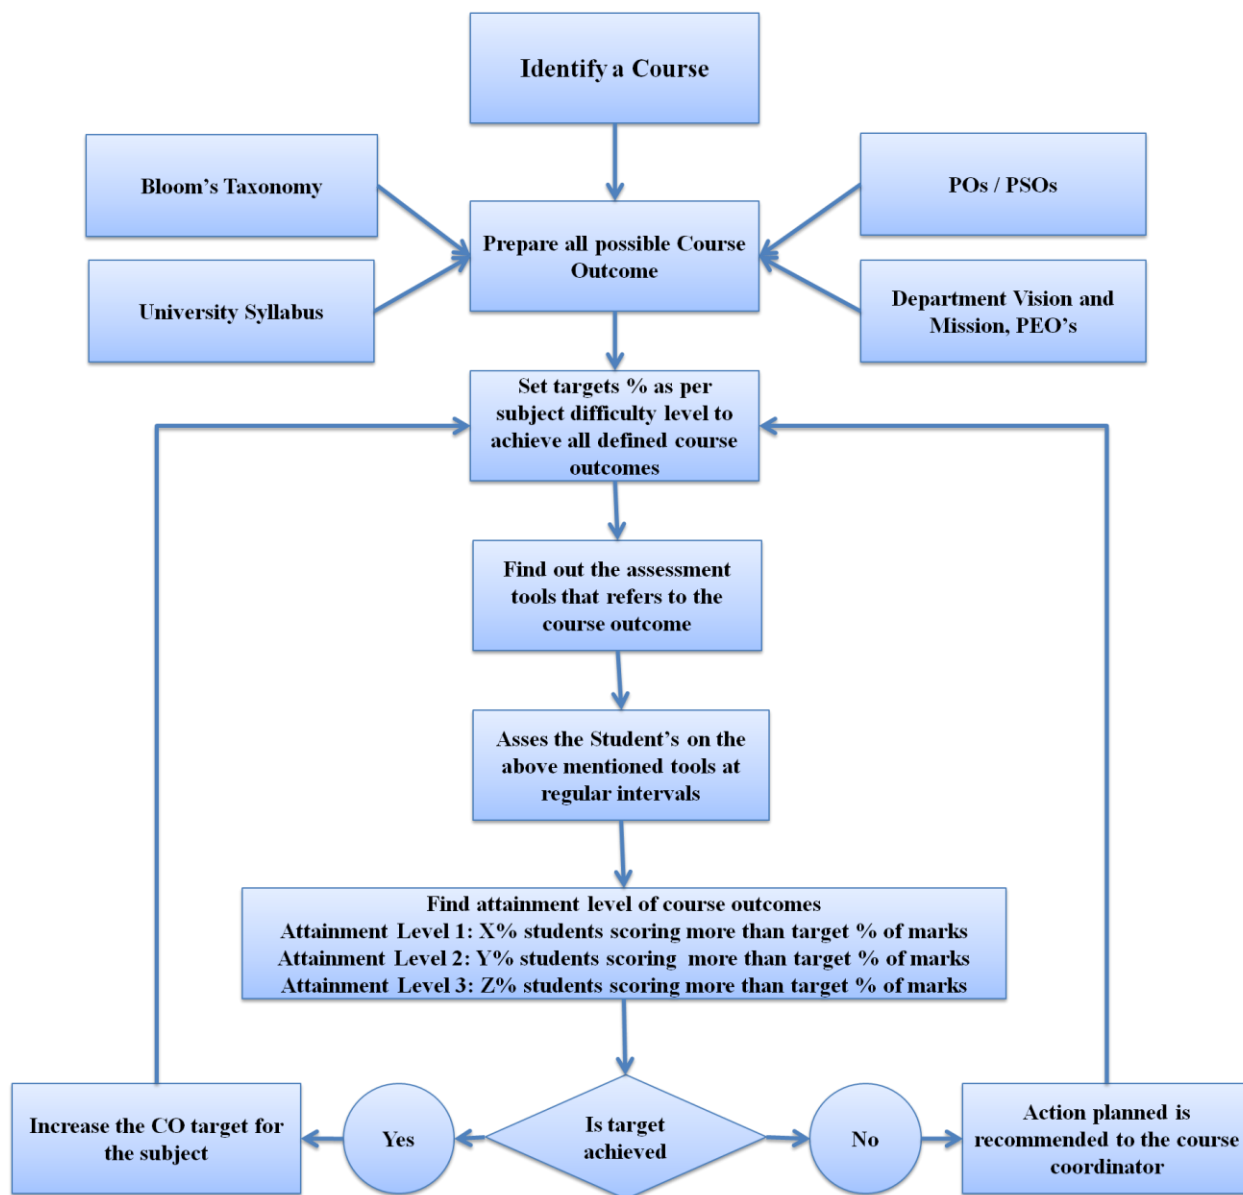 Identify a Course
Bloom's Taxonomy
POs / PSOs
Prepare all possible Course
Outcome
University Syllabus
Department Vision and
Mission, PEO's
Set targets % as per
subject difficulty level to
achieve all defined course
outcomes
Find out the assessment
tools that refers to the
course outcome
Asses the Student's on the
above mentioned tools at
regular intervals
Find attainment level of course outcomes
Attainment Level 1: X% students scoring more than target % of marks
Attainment Level 2: Y% students scoring more than target % of marks
Attainment Level 3: Z% students scoring more than target % of marks
Increase the CO target for
the subject
Yes
Is target
achieved
No
Action planned is
recommended to the course
coordinator